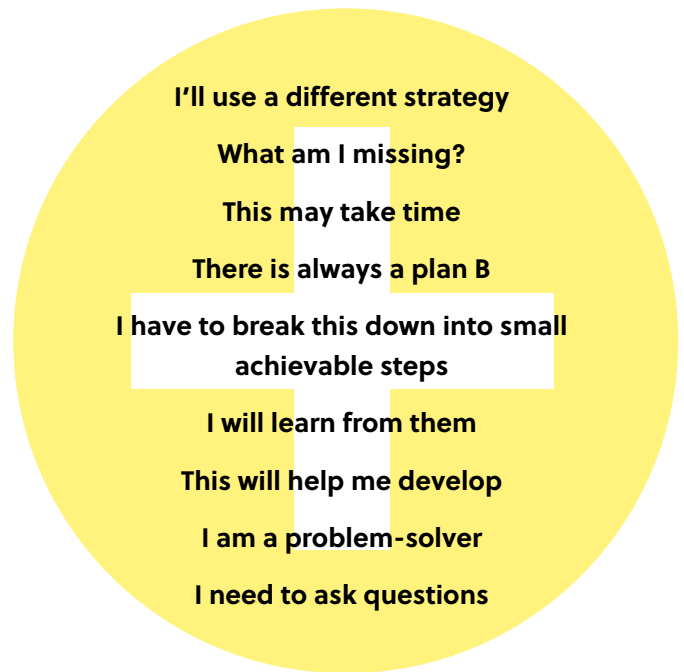 I’ll use a different strategy
What am I missing?
This may take time
There is always a plan B
I have to break this down into small
achievable steps
I will learn from them
This will help me develop
I am a problem-solver
I need to ask questions